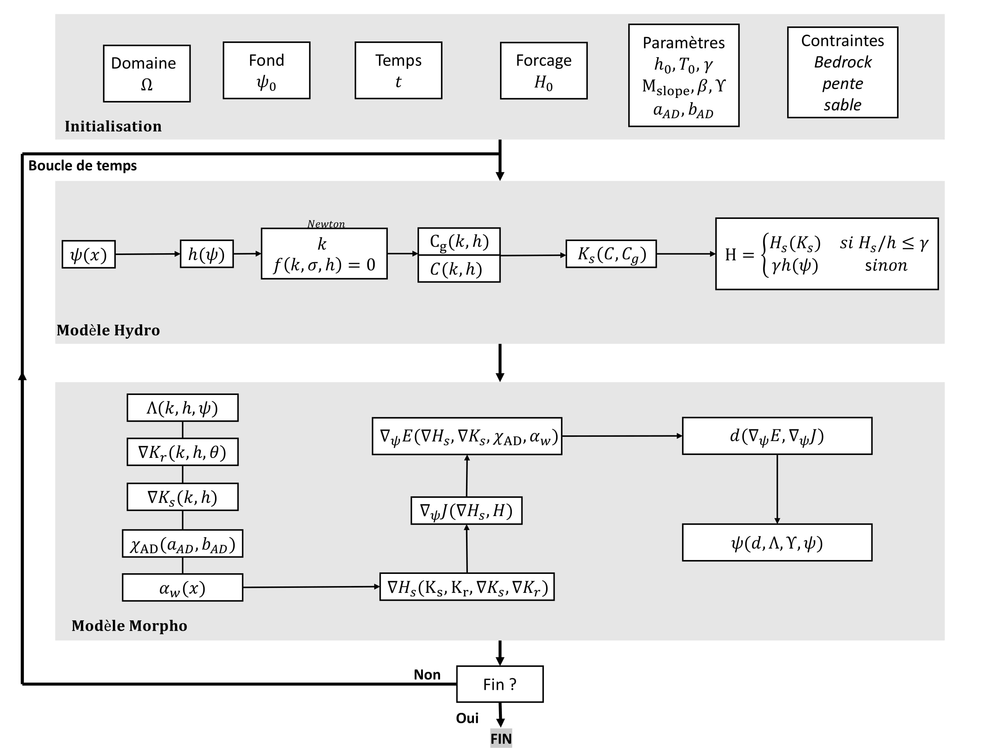 Domaine
Ω
Fond
ψ₀
Temps
t
Forcage
H₀
Paramètres
h₀, T₀, γ
M_slope, β, ϒ
a_AD, b_AD
Contraintes
Bedrock
pente
sable
Initialisation
Boucle de temps
ψ(x)
h(ψ)
Newton
k
f(k, σ, h) = 0
C_g(k, h)
C(k, h)
K_s(C, C_g)
H = { H_s(K_s) si H_s/h ≤ γ
γh(ψ) sinon
Modèle Hydro
Λ(k, h, ψ)
∇K_r(k, h, θ)
∇K_s(k, h)
χ_AD(a_AD, b_AD)
α_w(x)
∇H_s(K_s, K_r, ∇K_s, ∇K_r)
∇_ψJ(∇H_s, H)
∇_ψE(∇H_s, ∇K_s, χ_AD, α_w)
d(∇_ψE, ∇_ψJ)
ψ(d, Λ, ϒ, ψ)
Modèle Morpho
Non
Fin ?
Oui
FIN